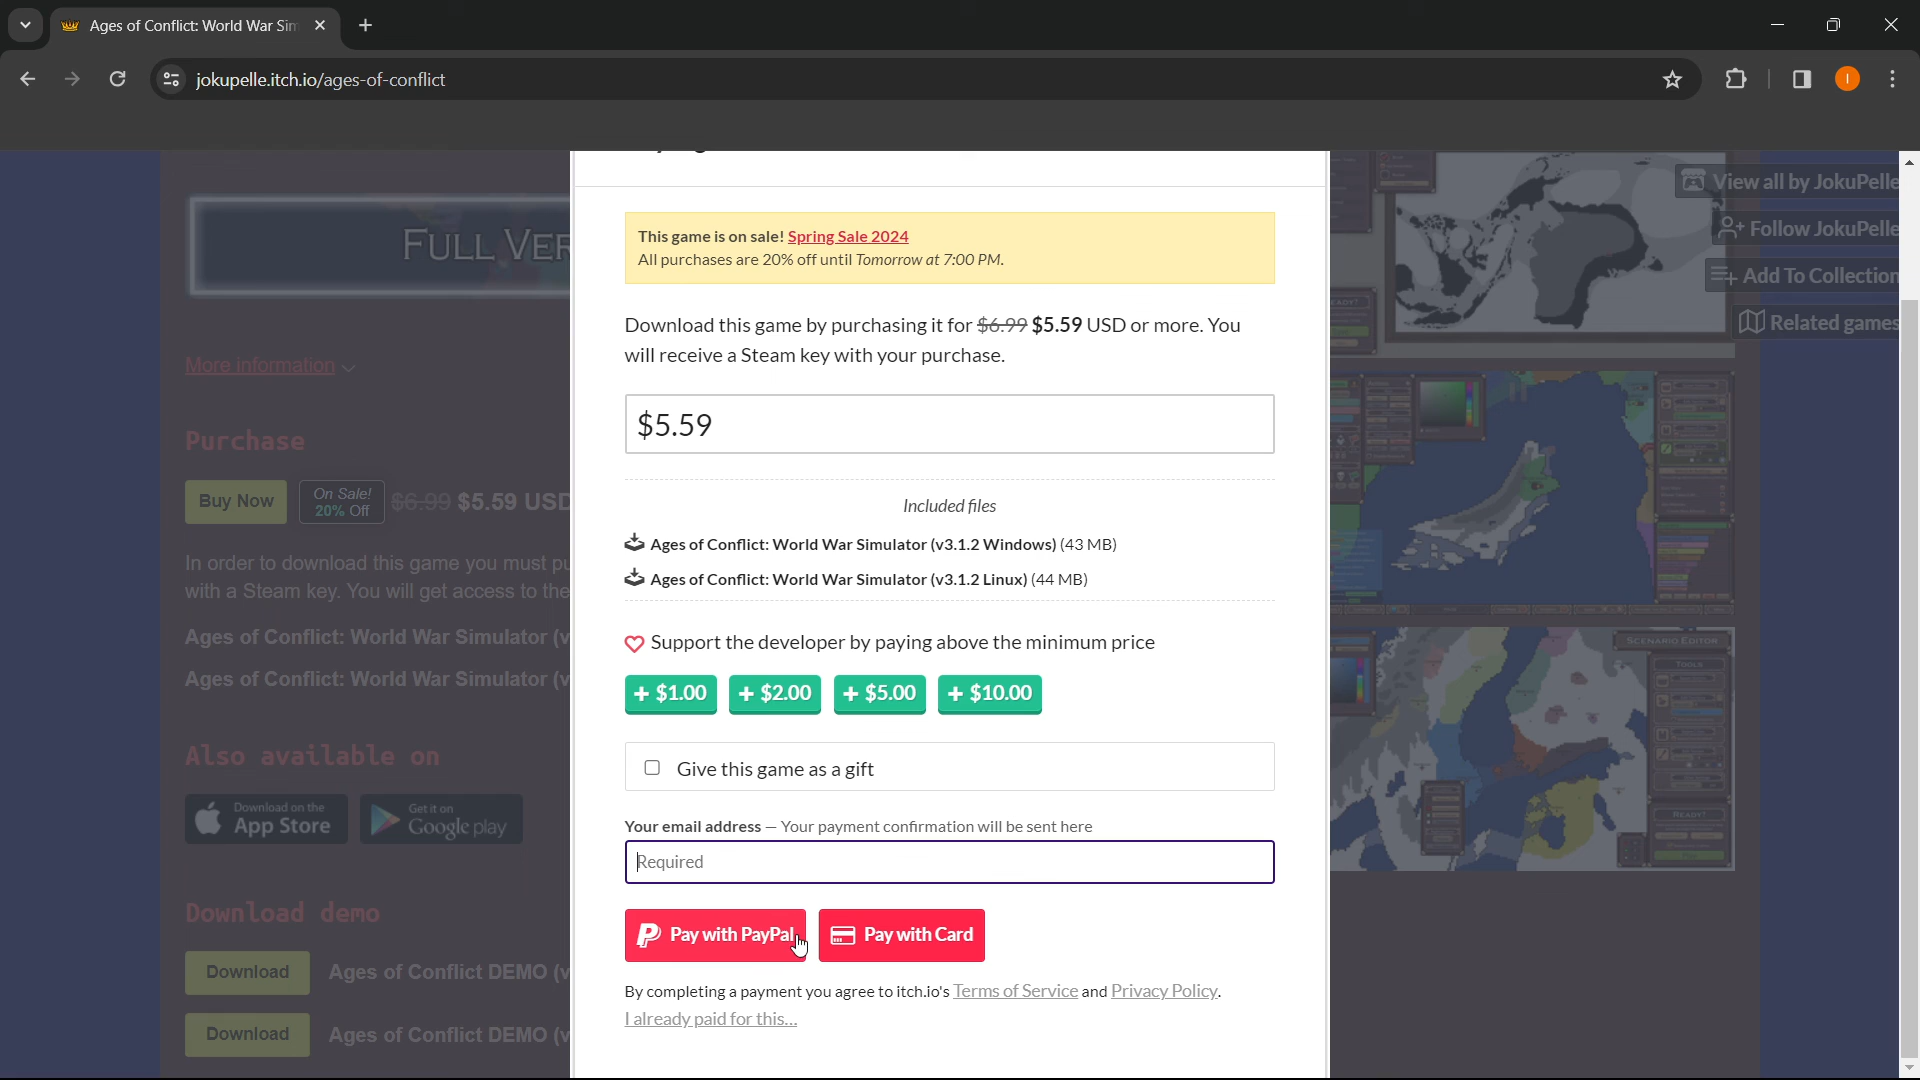 Ages of Conflict: World War Sim
jokupelle.itch.io/ages-of-conflict
I
View all by JokuPelle
Follow JokuPelle
Add To Collection
Related games
FULL VER
More information
Purchase
Buy Now
On Sale!
20% Off
$6.99 $5.59 USD
In order to download this game you must pu
with a Steam key. You will get access to the
Ages of Conflict: World War Simulator (v
Ages of Conflict: World War Simulator (v
Also available on
Download on the
App Store
Get it on
Google play
Download demo
Download
Ages of Conflict DEMO (v
Download
Ages of Conflict DEMO (v
This game is on sale! Spring Sale 2024
All purchases are 20% off until Tomorrow at 7:00 PM.
Download this game by purchasing it for $6.99 $5.59 USD or more. You
will receive a Steam key with your purchase.
$5.59
Included files
Ages of Conflict: World War Simulator (v3.1.2 Windows) (43 MB)
Ages of Conflict: World War Simulator (v3.1.2 Linux) (44 MB)
Support the developer by paying above the minimum price
+ $1.00 + $2.00 + $5.00 + $10.00
Give this game as a gift
Your email address — Your payment confirmation will be sent here
Required
Pay with PayPal
Pay with Card
By completing a payment you agree to itch.io's Terms of Service and Privacy Policy.
I already paid for this...
SCENARIO EDITOR
TOOLS
READY?